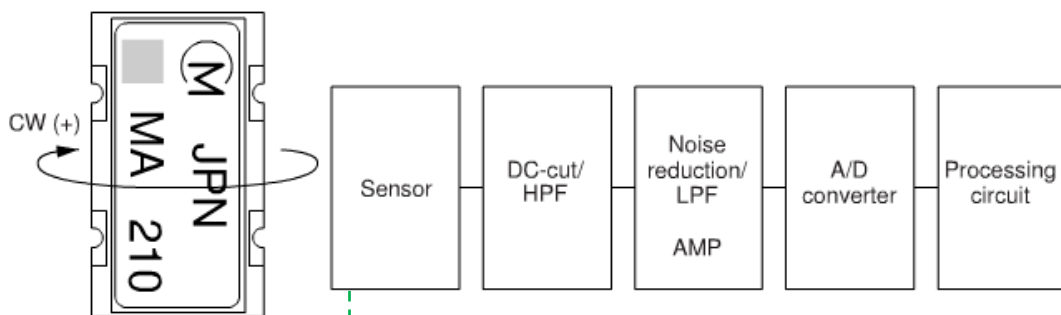 CW (+)
M JPN
MA 210
Sensor
DC-cut/
HPF
Noise
reduction/
LPF
AMP
A/D
converter
Processing
circuit